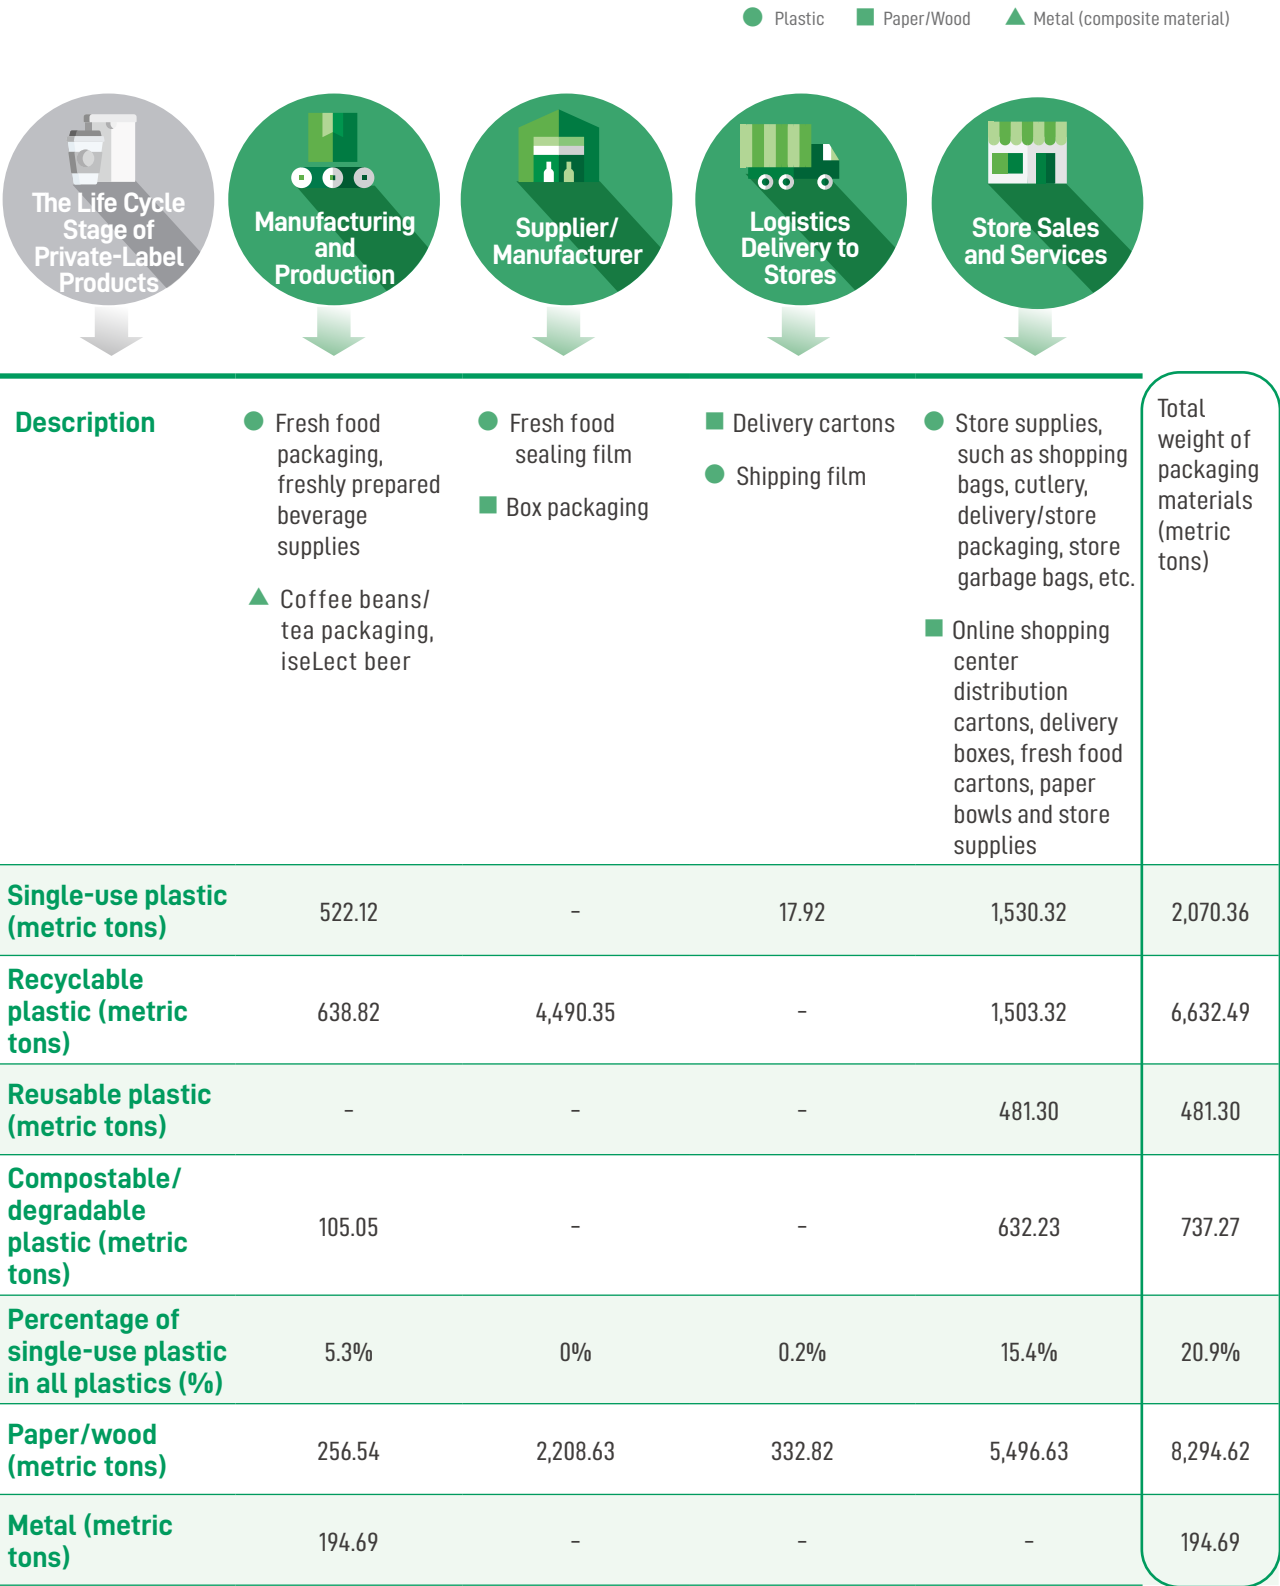 Plastic
Paper/Wood
Metal (composite material)
The Life Cycle
Stage of
Private-Label
Products
Manufacturing
and
Production
Supplier/
Manufacturer
Logistics
Delivery to
Stores
Store Sales
and Services
Description
Fresh food
packaging,
freshly prepared
beverage
supplies
Coffee beans/
tea packaging,
iseLect beer
Fresh food
sealing film
Box packaging
Delivery cartons
Shipping film
Store supplies,
such as shopping
bags, cutlery,
delivery/store
packaging, store
garbage bags, etc.
Online shopping
center
distribution
cartons, delivery
boxes, fresh food
cartons, paper
bowls and store
supplies
Total
weight of
packaging
materials
(metric
tons)
Single-use plastic
(metric tons)
522.12
–
17.92
1,530.32
2,070.36
Recyclable
plastic (metric
tons)
638.82
4,490.35
–
1,503.32
6,632.49
Reusable plastic
(metric tons)
–
–
–
481.30
481.30
Compostable/
degradable
plastic (metric
tons)
105.05
–
–
632.23
737.27
Percentage of
single-use plastic
in all plastics (%)
5.3%
0%
0.2%
15.4%
20.9%
Paper/wood
(metric tons)
256.54
2,208.63
332.82
5,496.63
8,294.62
Metal (metric
tons)
194.69
–
–
–
194.69